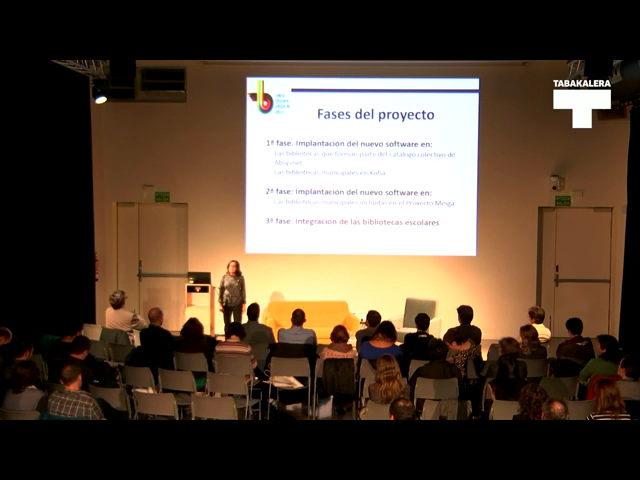 TABAKALERA
Fases del proyecto
1ª fase: Implantación del nuevo software en:
Las bibliotecas que forman parte del catálogo colectivo de
Absysnet
Las bibliotecas municipales en Koha
2ª fase: Implantación del nuevo software en:
Las bibliotecas municipales incluidas en el Proyecto Meiga
3ª fase: Integración de las bibliotecas escolares